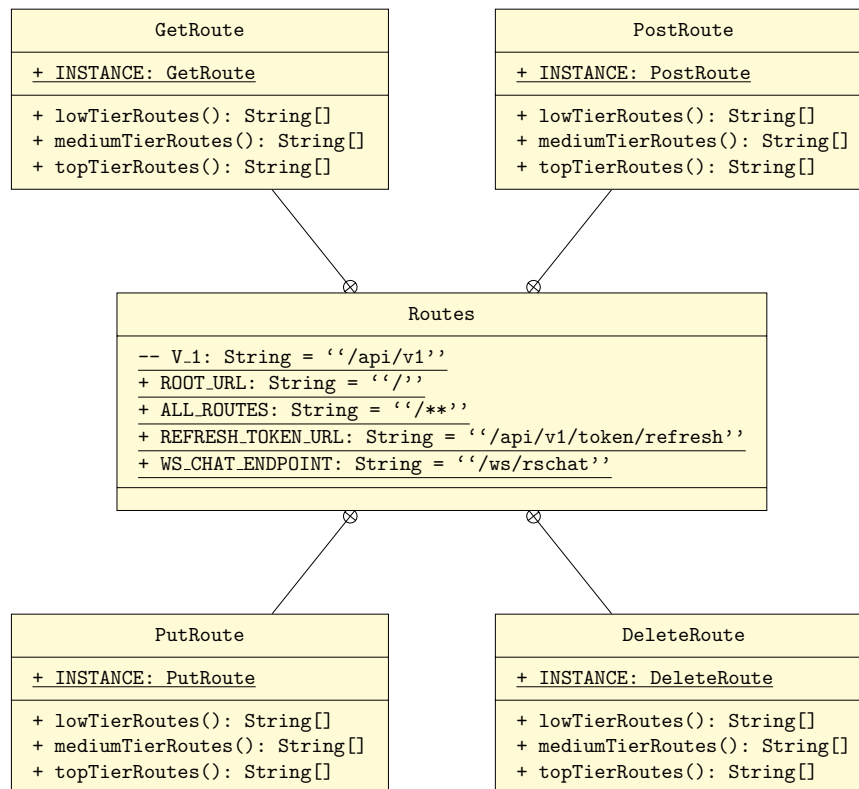 GetRoute
+ INSTANCE: GetRoute
+ lowTierRoutes(): String[]
+ mediumTierRoutes(): String[]
+ topTierRoutes(): String[]
PostRoute
+ INSTANCE: PostRoute
+ lowTierRoutes(): String[]
+ mediumTierRoutes(): String[]
+ topTierRoutes(): String[]
Routes
-- V_1: String = ‘‘/api/v1’’
+ ROOT_URL: String = ‘‘/’’
+ ALL_ROUTES: String = ‘‘/**’’
+ REFRESH_TOKEN_URL: String = ‘‘/api/v1/token/refresh’’
+ WS_CHAT_ENDPOINT: String = ‘‘/ws/rschat’’
PutRoute
+ INSTANCE: PutRoute
+ lowTierRoutes(): String[]
+ mediumTierRoutes(): String[]
+ topTierRoutes(): String[]
DeleteRoute
+ INSTANCE: DeleteRoute
+ lowTierRoutes(): String[]
+ mediumTierRoutes(): String[]
+ topTierRoutes(): String[]